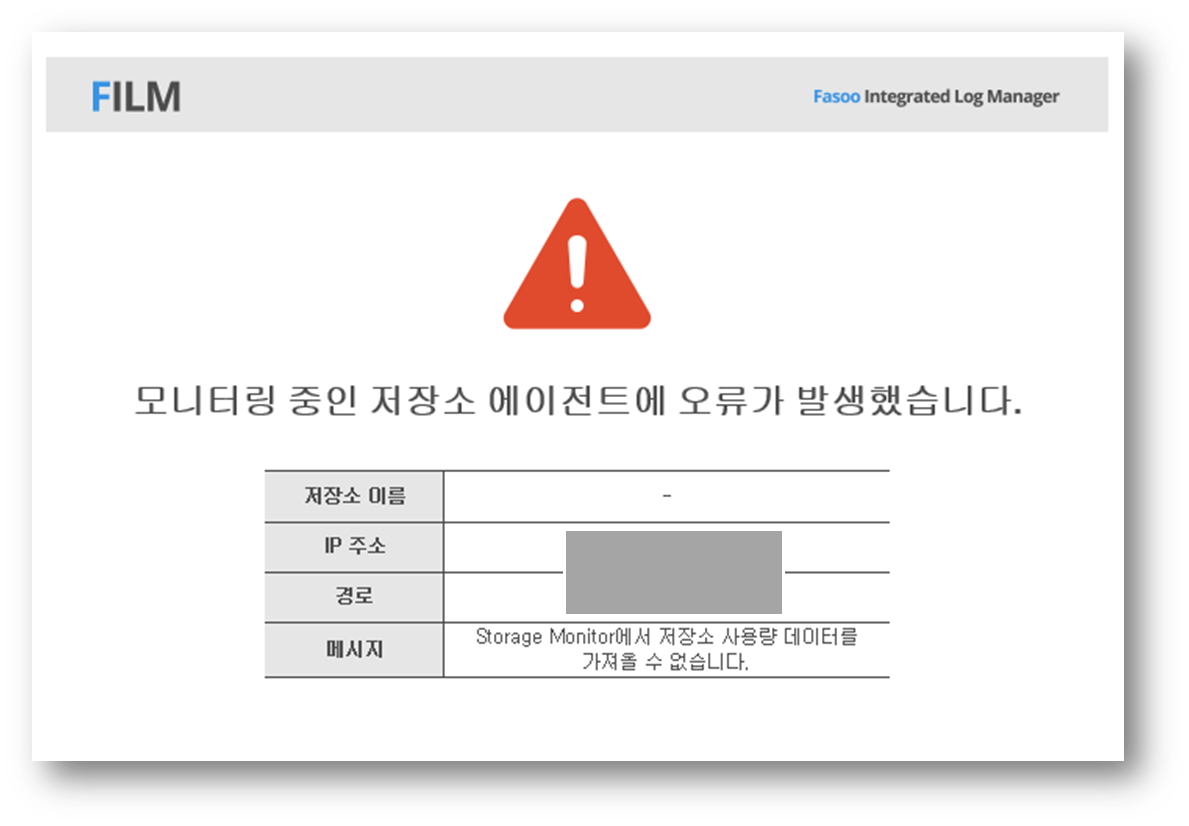 FILM
Fasoo Integrated Log Manager
모니터링 중인 저장소 에이전트에 오류가 발생했습니다.
저장소 이름 -
IP 주소
경로
메시지 Storage Monitor에서 저장소 사용량 데이터를
가져올 수 없습니다.